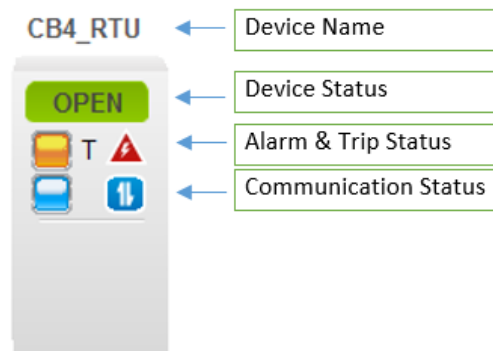 CB4_RTU
Device Name
OPEN
Device Status
T
Alarm & Trip Status
Communication Status